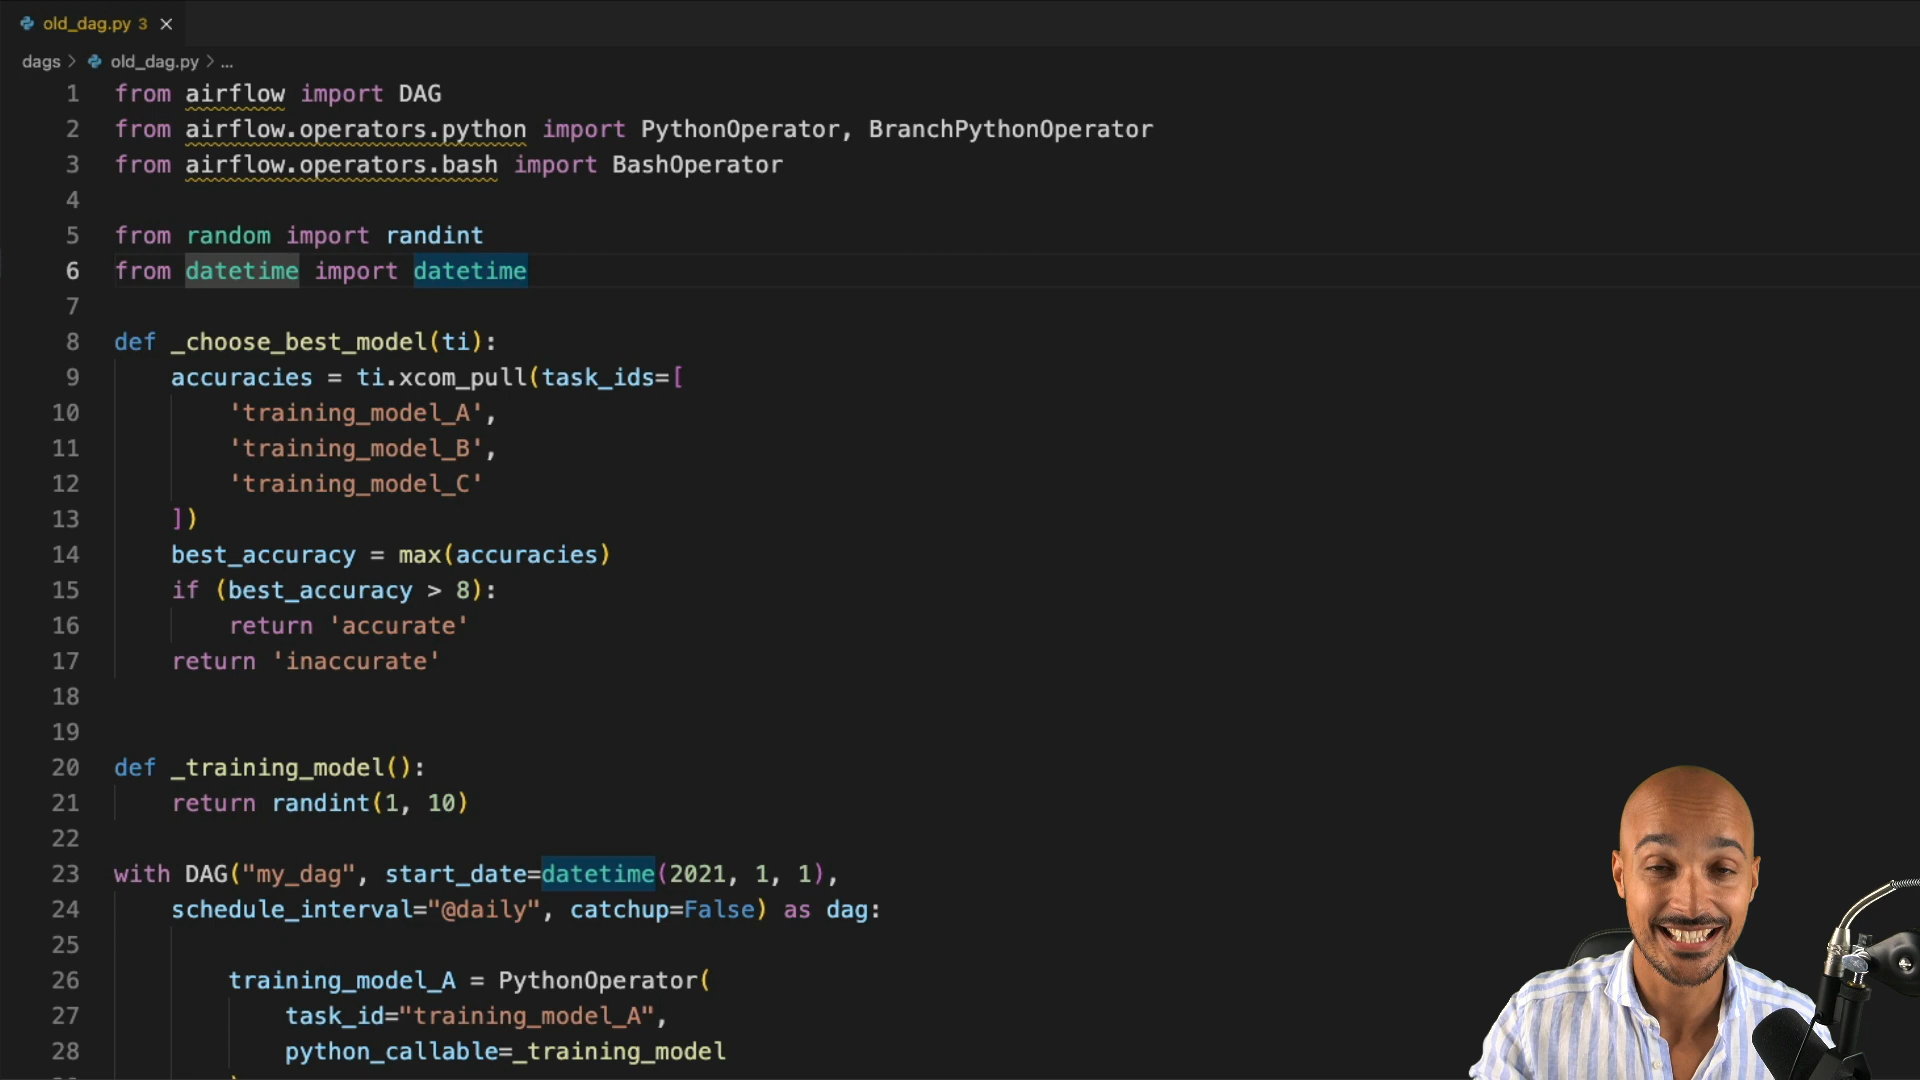 old_dag.py 3
dags > old_dag.py > ...
1 from airflow import DAG
2 from airflow.operators.python import PythonOperator, BranchPythonOperator
3 from airflow.operators.bash import BashOperator
4
5 from random import randint
6 from datetime import datetime
7
8 def _choose_best_model(ti):
9     accuracies = ti.xcom_pull(task_ids=[
10         'training_model_A',
11         'training_model_B',
12         'training_model_C'
13     ])
14     best_accuracy = max(accuracies)
15     if (best_accuracy > 8):
16         return 'accurate'
17     return 'inaccurate'
18
19
20 def _training_model():
21     return randint(1, 10)
22
23 with DAG("my_dag", start_date=datetime(2021, 1, 1),
24     schedule_interval="@daily", catchup=False) as dag:
25
26         training_model_A = PythonOperator(
27             task_id="training_model_A",
28             python_callable=_training_model